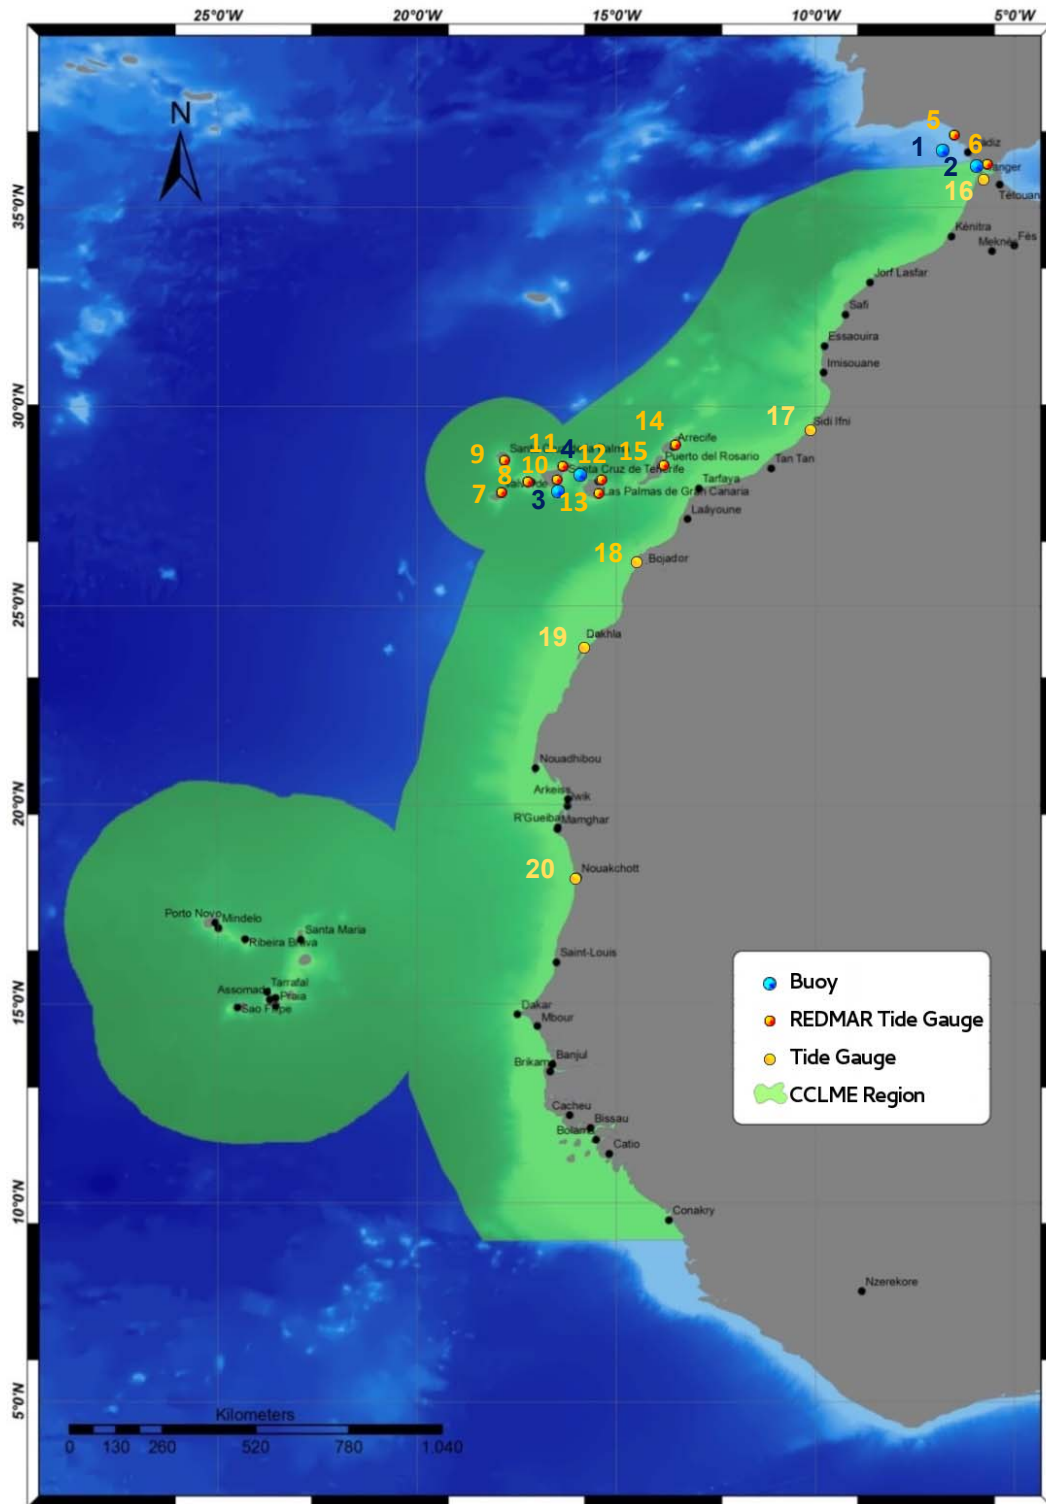 25°0'W 20°0'W 15°0'W 10°0'W 5°0'W
N
5
1
6
Tanger
2
16
Tétouan
35°0'N
Kénitra
Fès
Meknès
Jorf Lasfar
Safi
Essaouira
Imisouane
30°0'N
17
Sidi Ifni
14
Arrecife
11
4
12
15
Puerto del Rosario
9
10
Santa Cruz de Tenerife
8
Tan Tan
7
3
13
Las Palmas de Gran Canaria
Tarfaya
Laâyoune
18
Bojador
25°0'N
19
Dakhla
Nouadhibou
20°0'N
Arkeiss
Iwik
R'Gueiba
Mamghar
20
Nouakchott
Porto Novo
Mindelo
Ribeira Brava
Santa Maria
Saint-Louis
Tarrafal
Assomada
Praia
Sao Filipe
15°0'N
Dakar
Mbour
Banjul
Brikama
Cacheu
Bissau
Bolama
Catio
10°0'N
Conakry
Nzerekore
5°0'N
Buoy
REDMAR Tide Gauge
Tide Gauge
CCLME Region
Kilometers
0 130 260 520 780 1.040